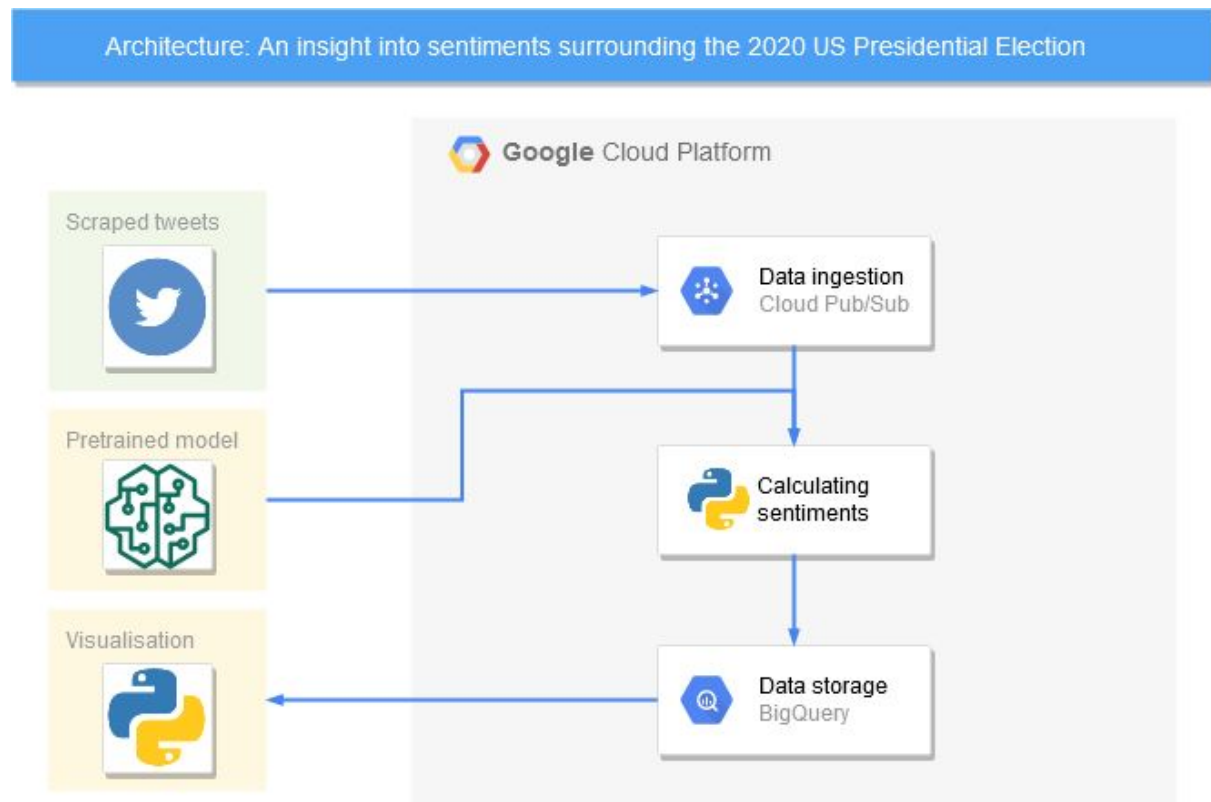 Architecture: An insight into sentiments surrounding the 2020 US Presidential Election
Google Cloud Platform
Scraped tweets
Data ingestion
Cloud Pub/Sub
Pretrained model
Calculating
sentiments
Visualisation
Data storage
BigQuery